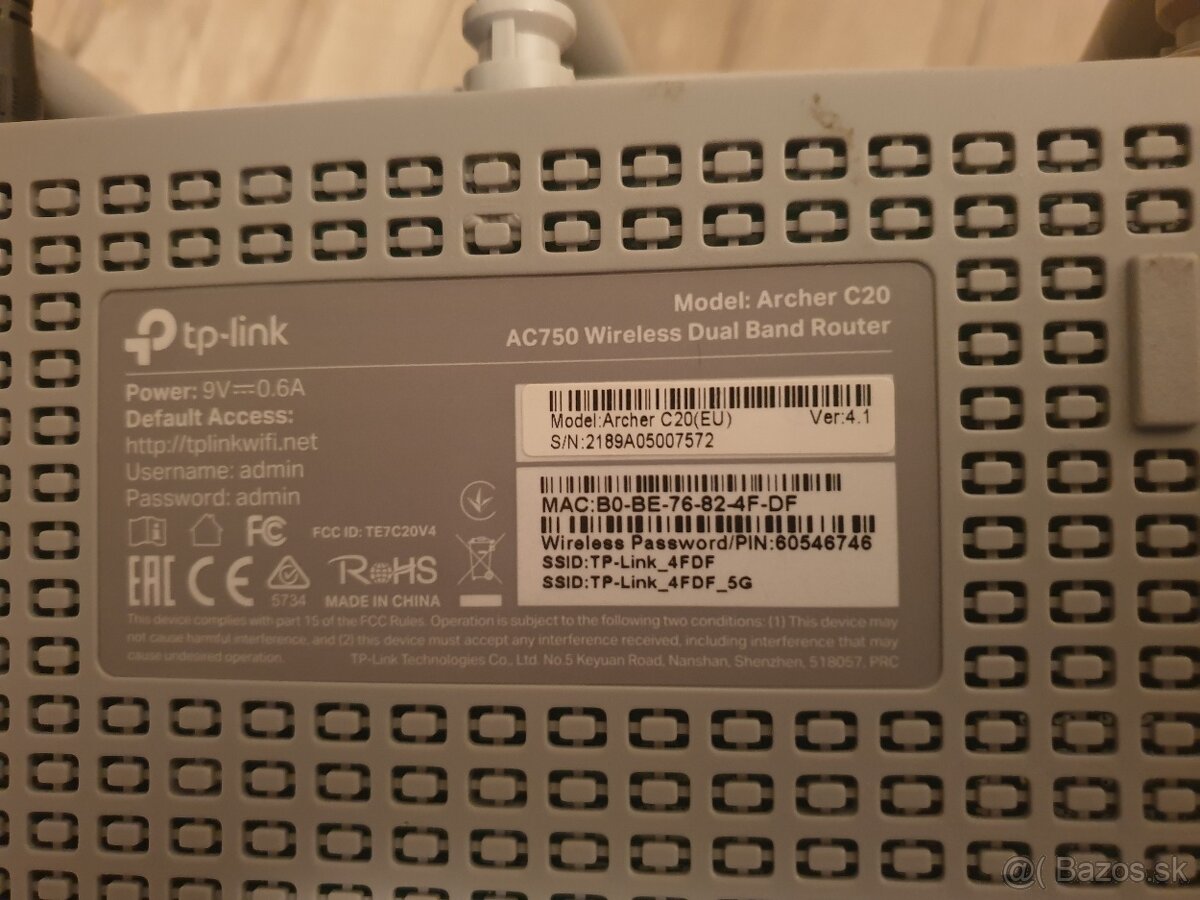 tp-link
Model: Archer C20
AC750 Wireless Dual Band Router
Power: 9V⎓0.6A
Default Access:
http://tplinkwifi.net
Username: admin
Password: admin
FC
FCC ID: TE7C20V4
EAC CE
5734
RoHS
MADE IN CHINA
Model:Archer C20(EU) Ver:4.1
S/N:2189A05007572
MAC:B0-BE-76-82-4F-DF
Wireless Password/PIN:60546746
SSID:TP-Link_4FDF
SSID:TP-Link_4FDF_5G
This device complies with part 15 of the FCC Rules. Operation is subject to the following two conditions: (1) This device may
not cause harmful interference, and (2) this device must accept any interference received, including interference that may
cause undesired operation. TP-Link Technologies Co., Ltd. No.5 Keyuan Road, Nanshan, Shenzhen, 518057, PRC
@( Bazos.sk